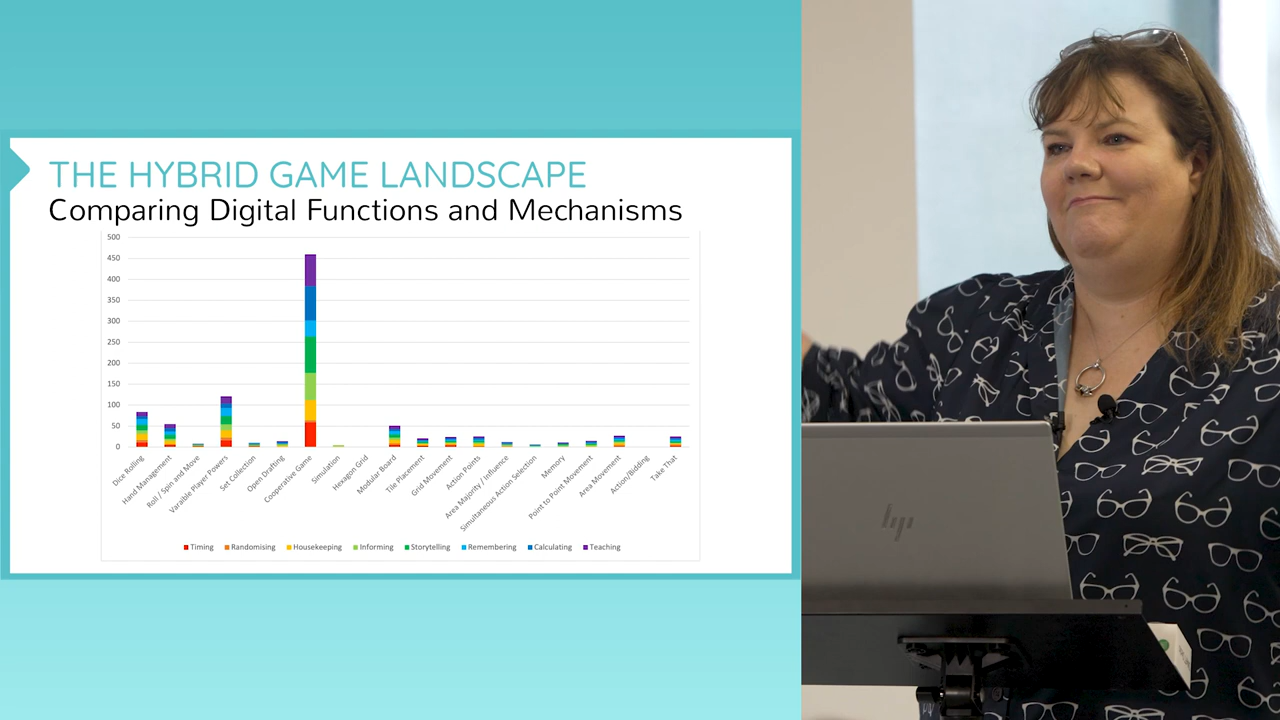 THE HYBRID GAME LANDSCAPE
Comparing Digital Functions and Mechanisms
500
450
400
350
300
250
200
150
100
50
0
Dice Rolling
Hand Management
Roll / Spin and Move
Varable Player Powers
Set Collection
Open Drafting
Cooperative Game
Simulation
Hexagon Grid
Modular Board
Tile Placement
Grid Movement
Action Points
Area Majority / Influence
Simultaneous Action Selection
Memory
Point to Point Movement
Area Movement
Action/Bidding
Take That
Timing Randomising Housekeeping Informing Storytelling Remembering Calculating Teaching
hp